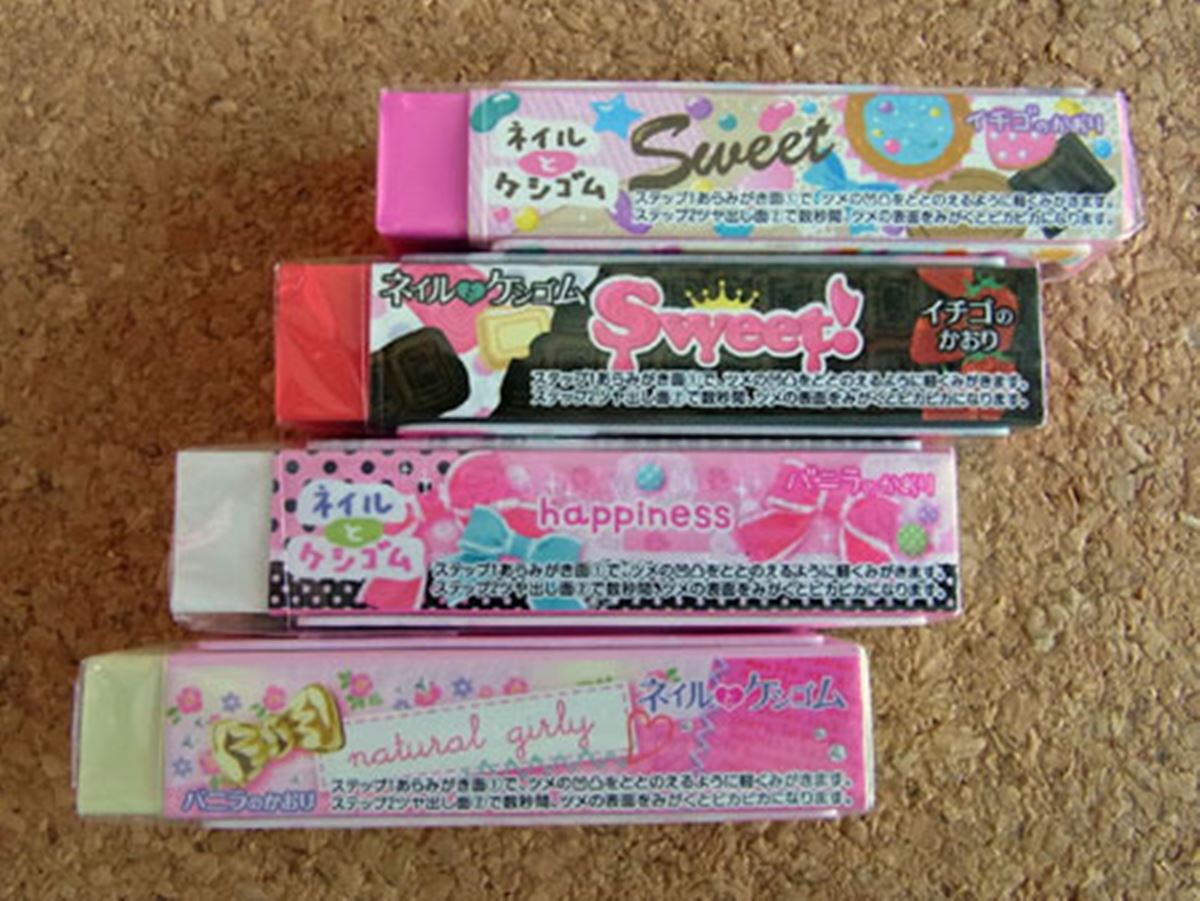 ネイル
と
ケシゴム
Sweet
イチゴのかおり
ステップ1あらみがき面①で、ツメの凹凸をととのえるように軽くみがきます。
ステップ2ツヤ出し面②で数秒間、ツメの表面をみがくとピカピカになります。
ネイルとケシゴム
Sweet!
イチゴの
かおり
ステップ1あらみがき面①で、ツメの凹凸をととのえるように軽くみがきます。
ステップ2ツヤ出し面②で数秒間、ツメの表面をみがくとピカピカになります。
ネイル
と
ケシゴム
happiness
バニラのかおり
ステップ1あらみがき面①で、ツメの凹凸をととのえるように軽くみがきます。
ステップ2ツヤ出し面②で数秒間、ツメの表面をみがくとピカピカになります。
natural girly
ネイルとケシゴム
バニラのかおり
ステップ1あらみがき面①で、ツメの凹凸をととのえるように軽くみがきます。
ステップ2ツヤ出し面②で数秒間、ツメの表面をみがくとピカピカになります。